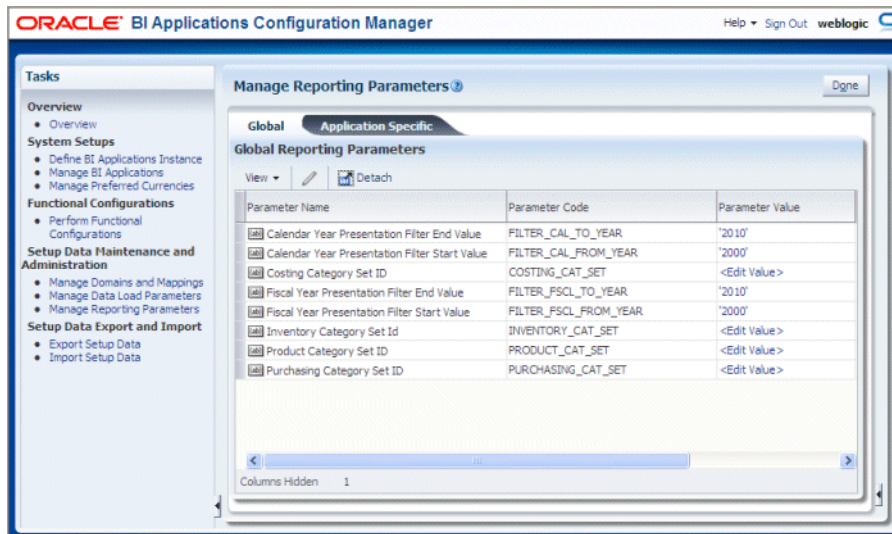 ORACLE BI Applications Configuration Manager
Help Sign Out weblogic
Tasks
Overview
Overview
System Setups
Define BI Applications Instance
Manage BI Applications
Manage Preferred Currencies
Functional Configurations
Perform Functional
Configurations
Setup Data Maintenance and
Administration
Manage Domains and Mappings
Manage Data Load Parameters
Manage Reporting Parameters
Setup Data Export and Import
Export Setup Data
Import Setup Data
Manage Reporting Parameters
Done
Global Application Specific
Global Reporting Parameters
View Detach
Parameter Name Parameter Code Parameter Value
Calendar Year Presentation Filter End Value FILTER_CAL_TO_YEAR '2010'
Calendar Year Presentation Filter Start Value FILTER_CAL_FROM_YEAR '2000'
Costing Category Set ID COSTING_CAT_SET <Edit Value>
Fiscal Year Presentation Filter End Value FILTER_FSCL_TO_YEAR '2010'
Fiscal Year Presentation Filter Start Value FILTER_FSCL_FROM_YEAR '2000'
Inventory Category Set Id INVENTORY_CAT_SET <Edit Value>
Product Category Set ID PRODUCT_CAT_SET <Edit Value>
Purchasing Category Set ID PURCHASING_CAT_SET <Edit Value>
Columns Hidden 1